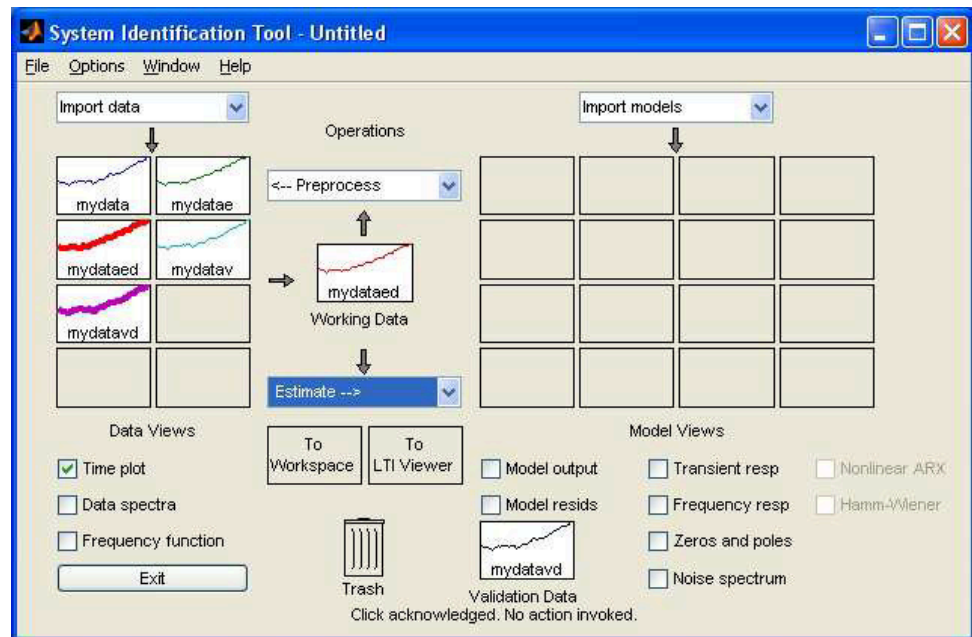 System Identification Tool - Untitled
File Options Window Help
Import data
Import models
Operations
mydata
mydatae
<-- Preprocess
mydataed
mydatav
mydataed
mydatavd
Working Data
Estimate -->
Data Views
Model Views
To Workspace
To LTI Viewer
Time plot
Data spectra
Frequency function
Exit
Model output
Model resids
Transient resp
Frequency resp
Zeros and poles
Noise spectrum
Nonlinear ARX
Hamm-Wiener
Trash
mydatavd
Validation Data
Click acknowledged. No action invoked.